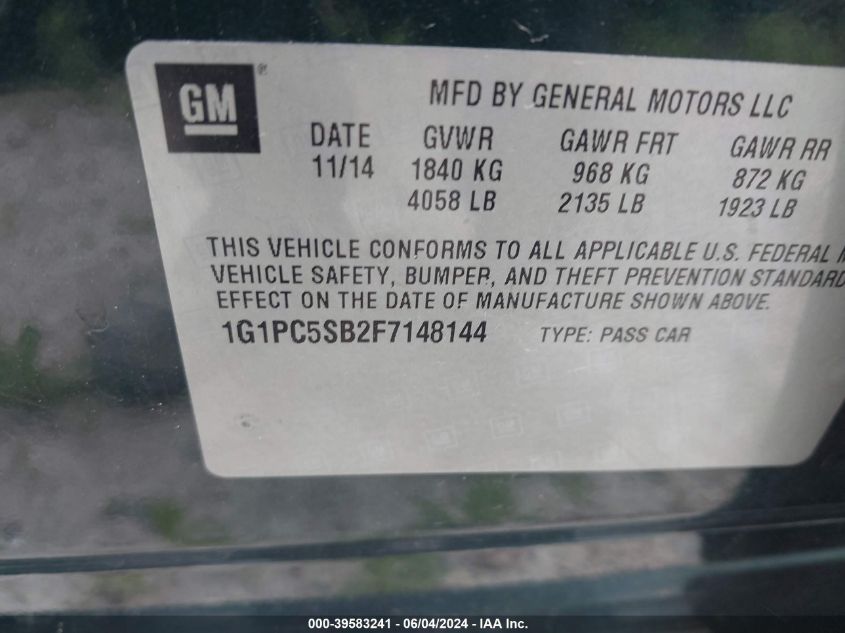 GM
®
MFD BY GENERAL MOTORS LLC
DATE GVWR GAWR FRT GAWR RR
11/14 1840 KG 968 KG 872 KG
4058 LB 2135 LB 1923 LB
THIS VEHICLE CONFORMS TO ALL APPLICABLE U.S. FEDERAL
VEHICLE SAFETY, BUMPER, AND THEFT PREVENTION STANDARD
EFFECT ON THE DATE OF MANUFACTURE SHOWN ABOVE.
1G1PC5SB2F7148144 TYPE: PASS CAR
000-39583241 - 06/04/2024 - IAA Inc.